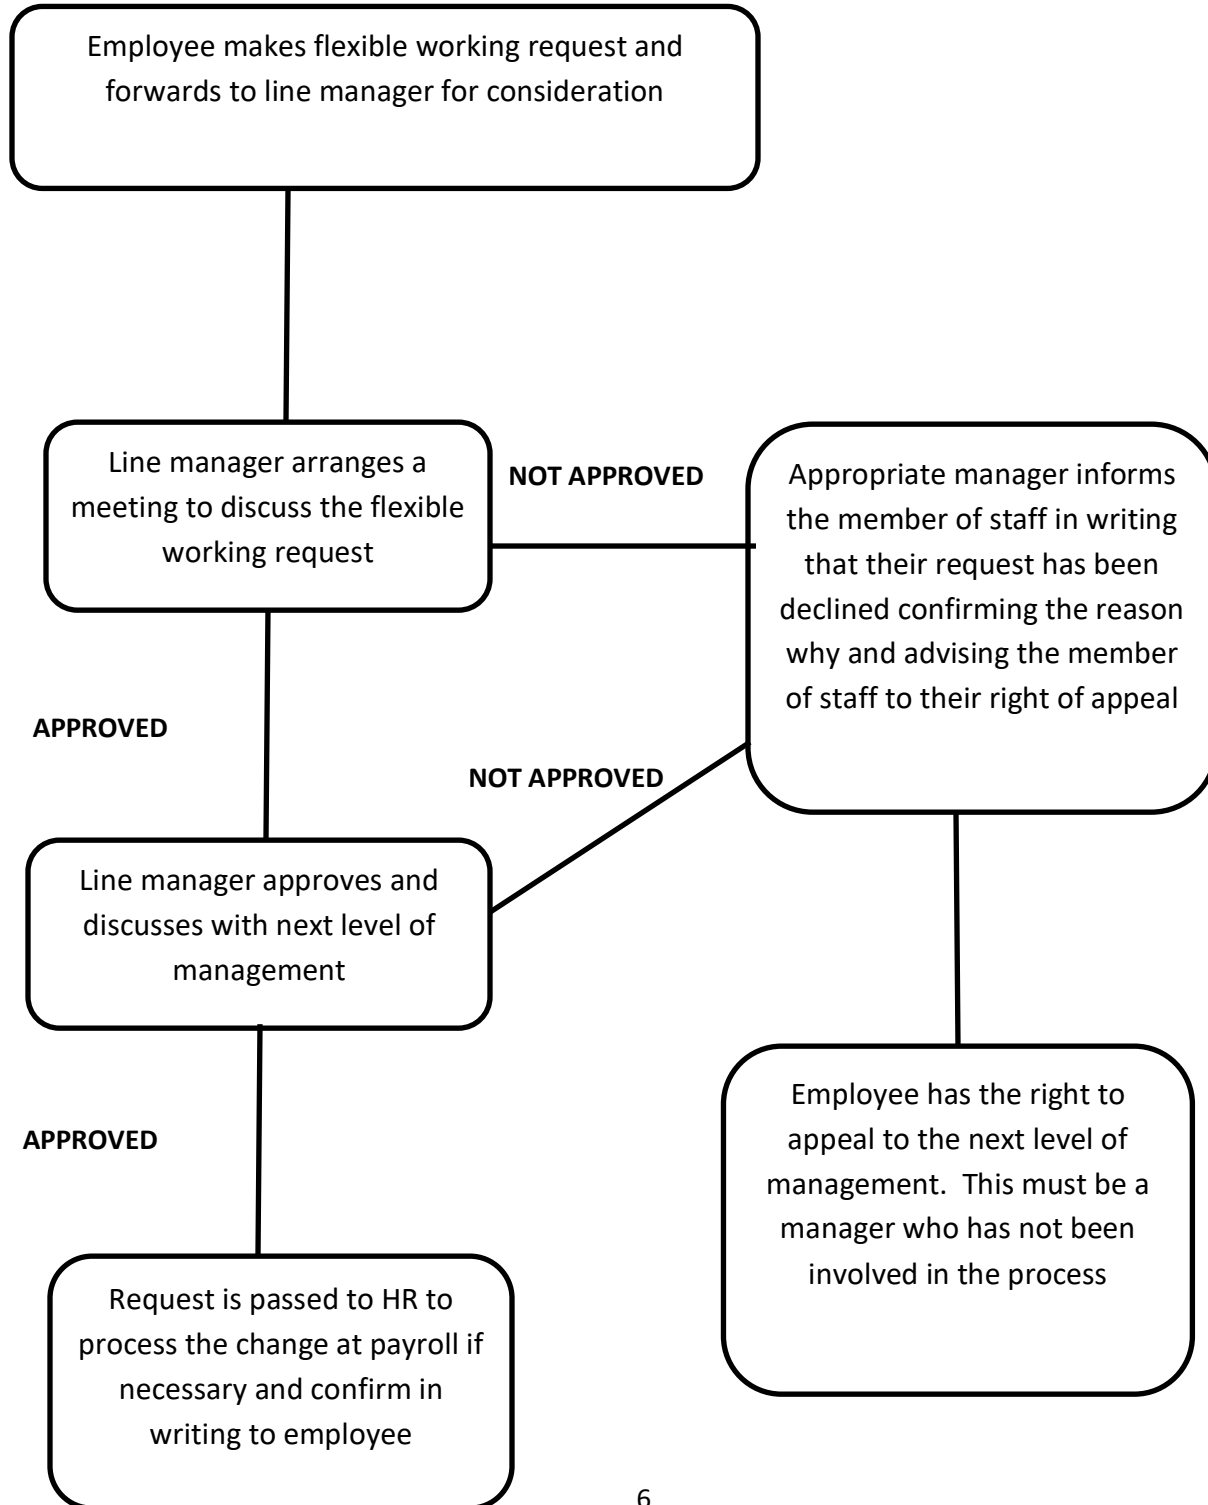 Employee makes flexible working request and
forwards to line manager for consideration
Line manager arranges a
meeting to discuss the flexible
working request
NOT APPROVED
Appropriate manager informs
the member of staff in writing
that their request has been
declined confirming the reason
why and advising the member
of staff to their right of appeal
APPROVED
NOT APPROVED
Line manager approves and
discusses with next level of
management
Employee has the right to
appeal to the next level of
management.  This must be a
manager who has not been
involved in the process
APPROVED
Request is passed to HR to
process the change at payroll if
necessary and confirm in
writing to employee
6